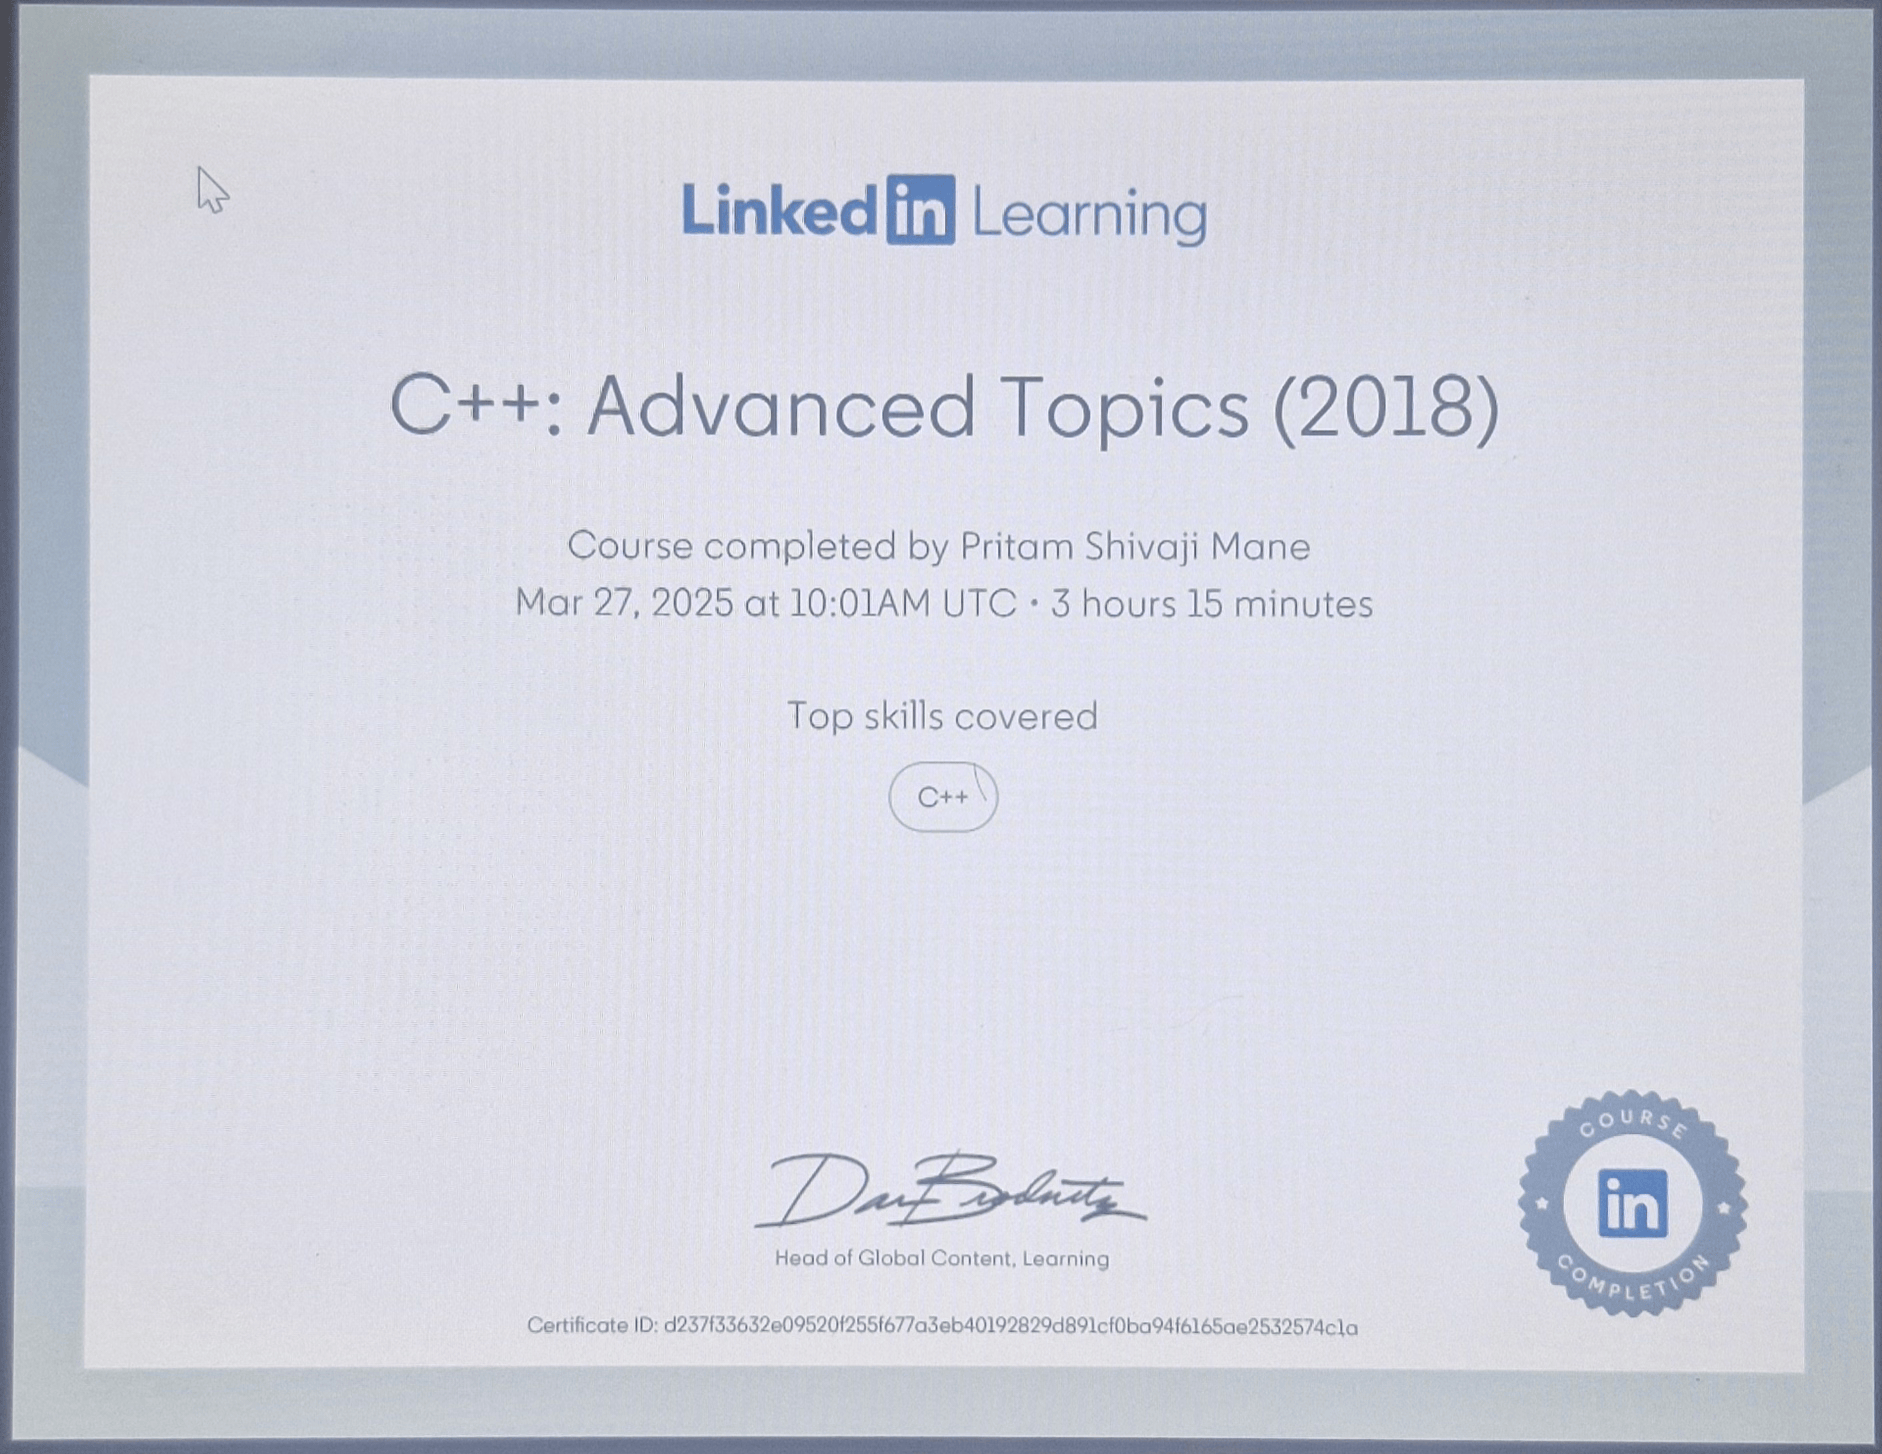 Linked in Learning
C++: Advanced Topics (2018)
Course completed by Pritam Shivaji Mane
Mar 27, 2025 at 10:01AM UTC • 3 hours 15 minutes
Top skills covered
C++
Dan Brodnitz
Head of Global Content, Learning
Certificate ID: d237f33632e09520f255f677a3eb40192829d891cf0ba94f6165ae2532574c1a
COURSE
in
COMPLETION